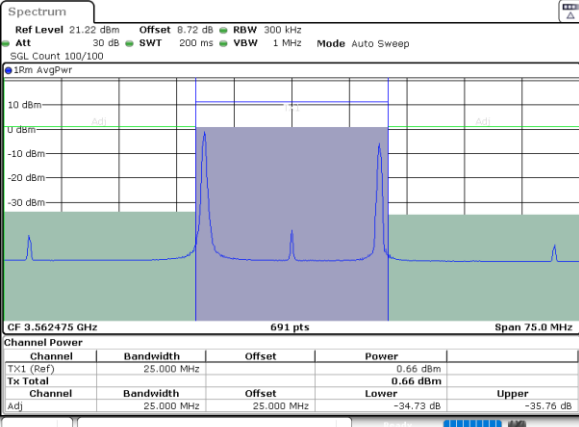 Spectrum
Ref Level 21.22 dBm Offset 8.72 dB RBW 300 kHz
Att 30 dB SWT 200 ms VBW 1 MHz Mode Auto Sweep
SGL Count 100/100
1Rm AvgPwr
10 dBm
Adj Adj
0 dBm
-10 dBm
-20 dBm
-30 dBm
CF 3.562475 GHz 691 pts Span 75.0 MHz
Channel Power
Channel Bandwidth Offset Power
TX1 (Ref) 25.000 MHz 0.66 dBm
Tx Total 0.66 dBm
Channel Bandwidth Offset Lower Upper
Adj 25.000 MHz 25.000 MHz -34.73 dB -35.76 dB